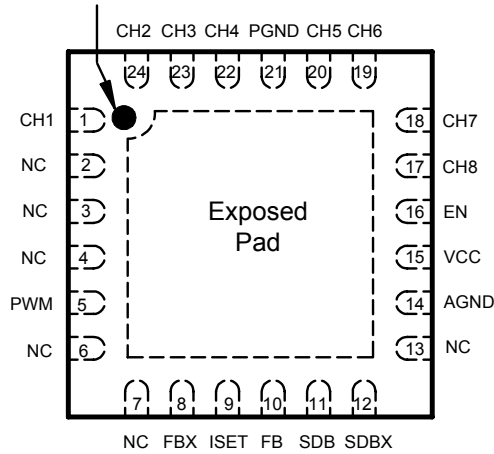 CH2 CH3 CH4 PGND CH5 CH6
24 23 22 21 20 19
CH1 1 18 CH7
NC 2 17 CH8
NC 3 16 EN
Exposed
Pad
NC 4 15 VCC
PWM 5 14 AGND
NC 6 13 NC
7 8 9 10 11 12
NC FBX ISET FB SDB SDBX